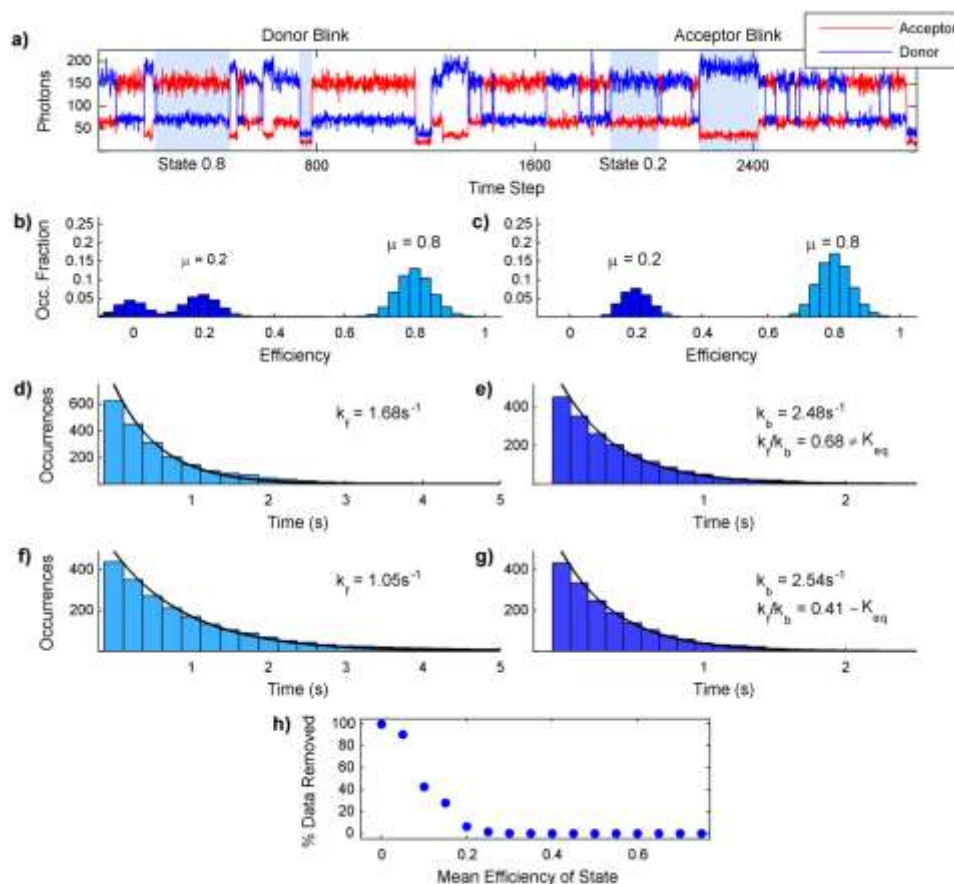 Acceptor
Donor
a)
Donor Blink
Acceptor Blink
Photons
200
150
100
50
State 0.8
800
1600
State 0.2
2400
Time Step
b)
Occ. Fraction
0.25
0.2
0.15
0.1
0.05
μ = 0.2
μ = 0.8
0 0.2 0.4 0.6 0.8 1
Efficiency
c)
0.25
0.2
0.15
0.1
0.05
μ = 0.2
μ = 0.8
0 0.2 0.4 0.6 0.8 1
Efficiency
d)
Occurrences
600
400
200
k_f = 1.68s⁻¹
1 2 3 4 5
Time (s)
e)
400
200
k_b = 2.48s⁻¹
k_f/k_b = 0.68 ≠ K_eq
1 2
Time (s)
f)
Occurrences
400
200
k_f = 1.05s⁻¹
1 2 3 4 5
Time (s)
g)
400
200
k_b = 2.54s⁻¹
k_f/k_b = 0.41 ~ K_eq
1 2
Time (s)
h)
% Data Removed
100
80
60
40
20
0
0 0.2 0.4 0.6
Mean Efficiency of State